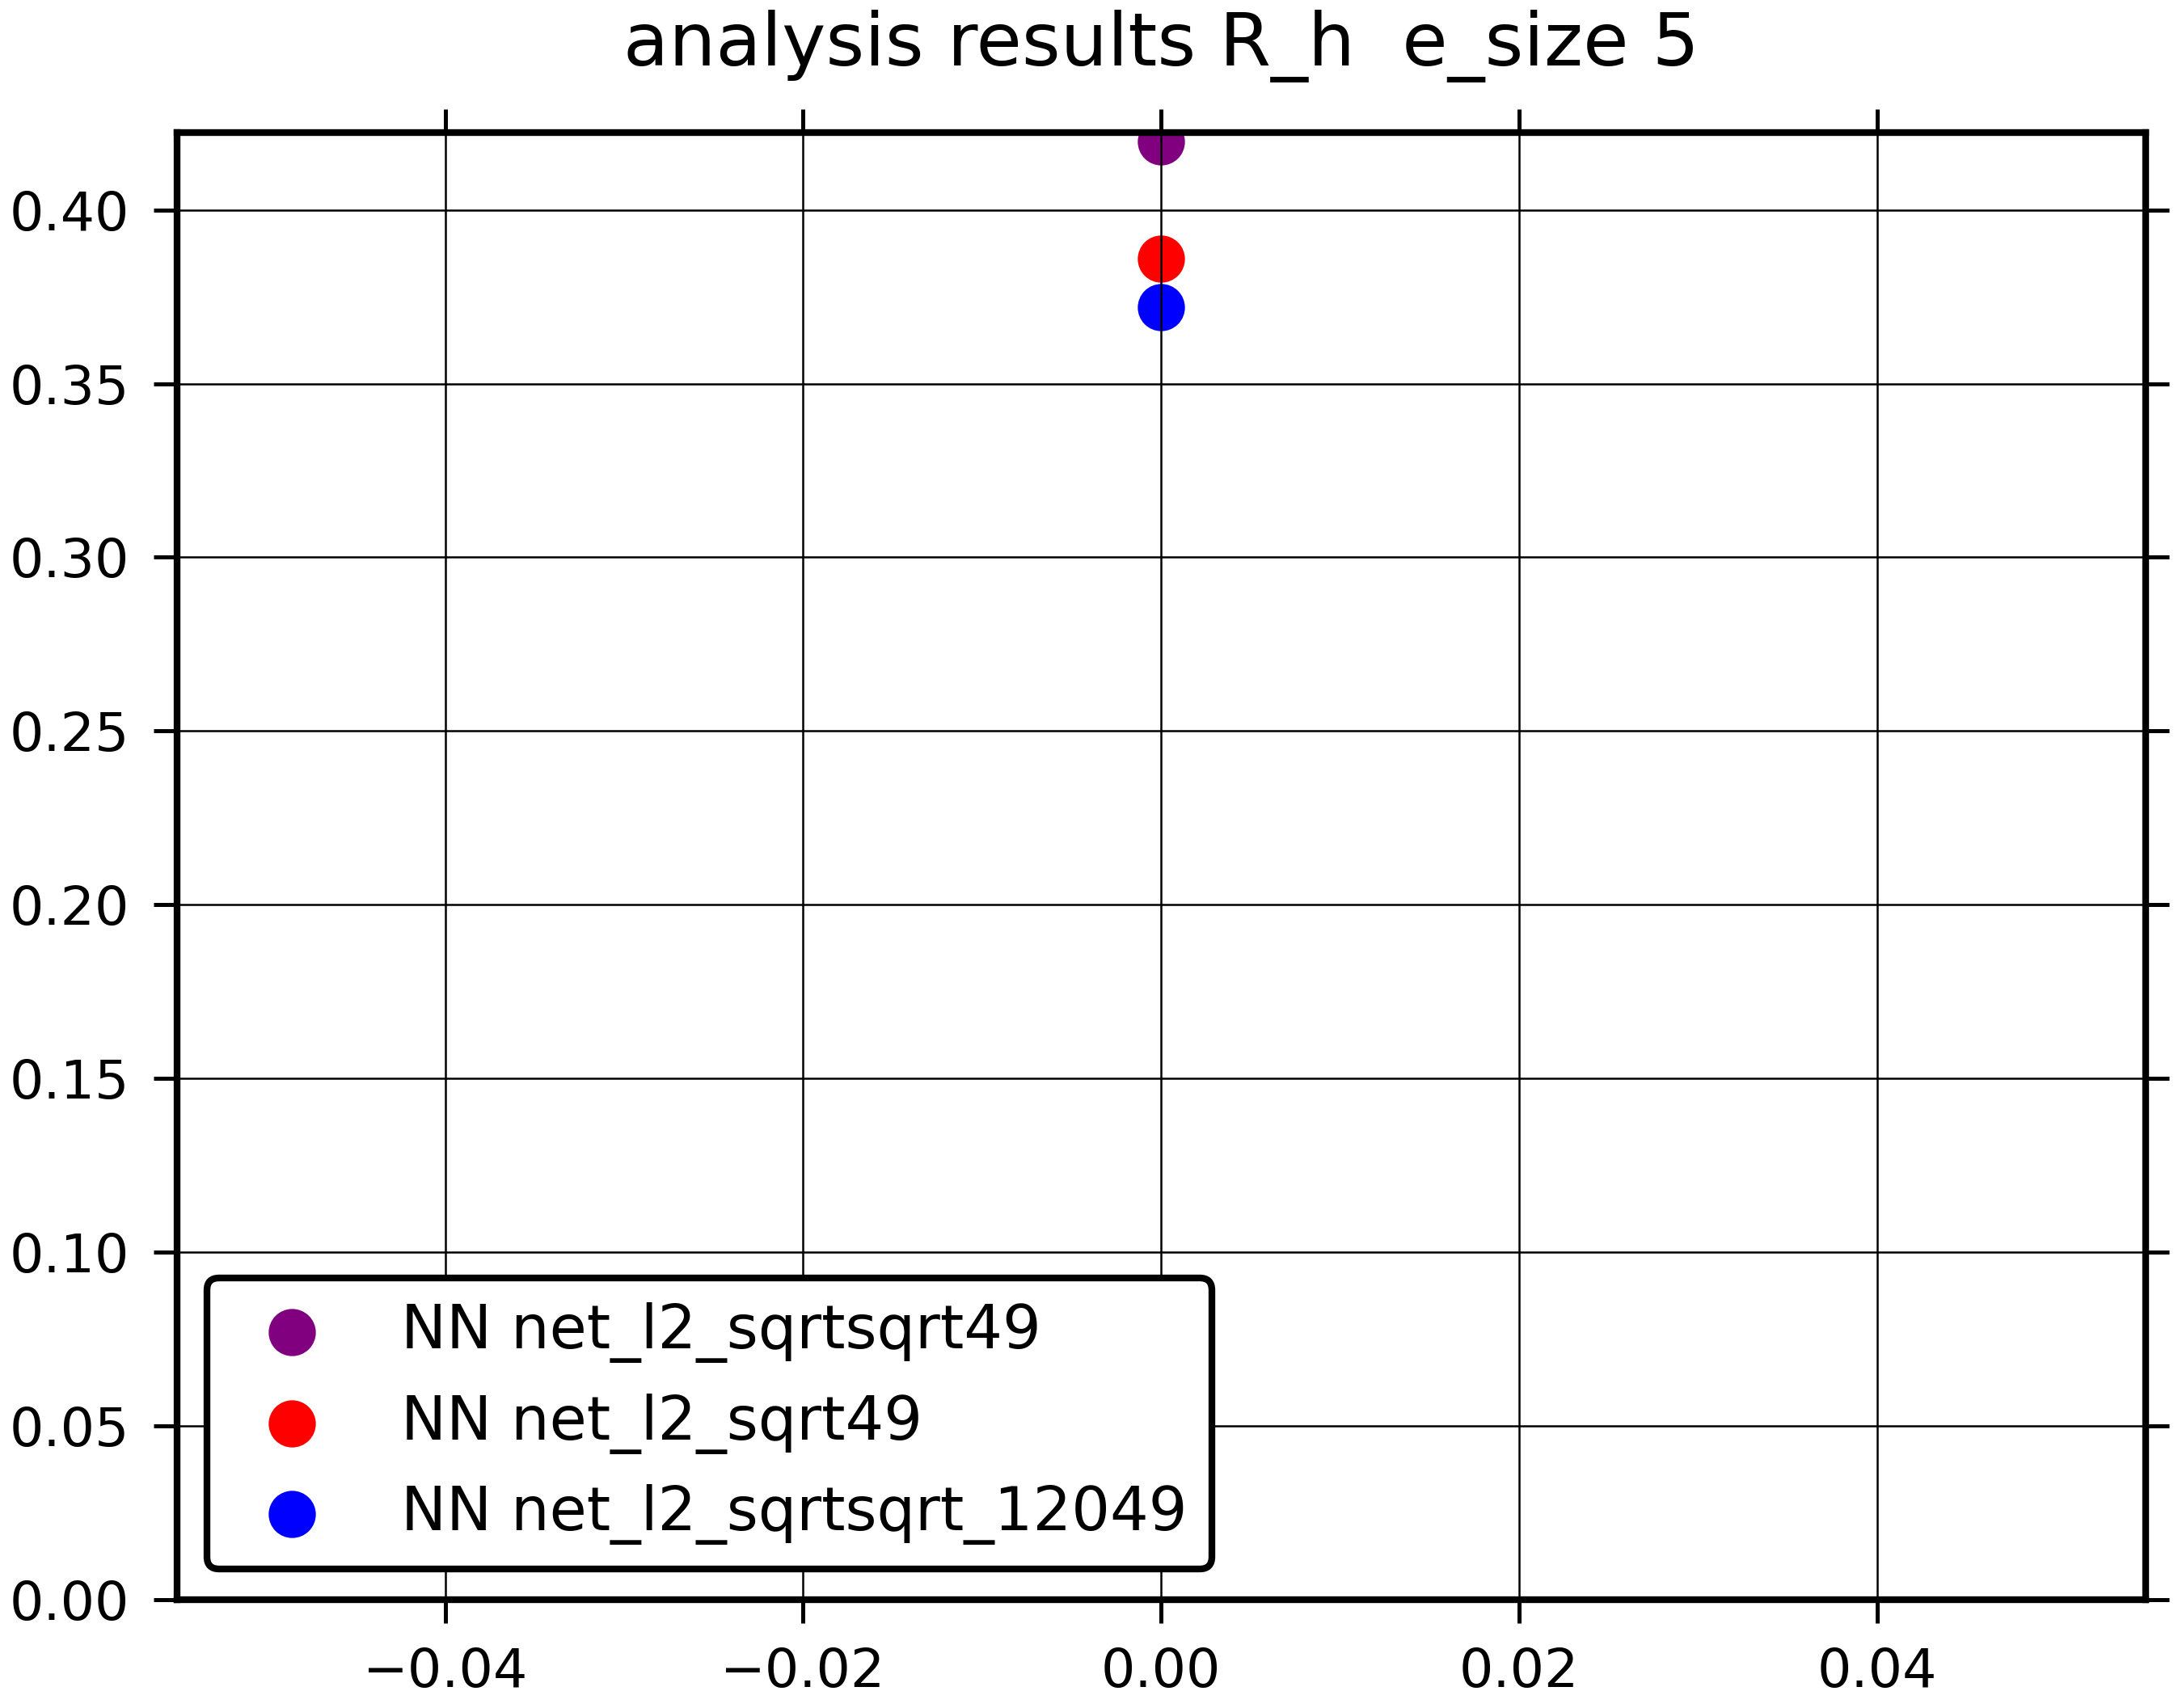 analysis results R_h  e_size 5
0.40
0.35
0.30
0.25
0.20
0.15
0.10
0.05
0.00
NN net_l2_sqrtsqrt49
NN net_l2_sqrt49
NN net_l2_sqrtsqrt_12049
−0.04 −0.02 0.00 0.02 0.04